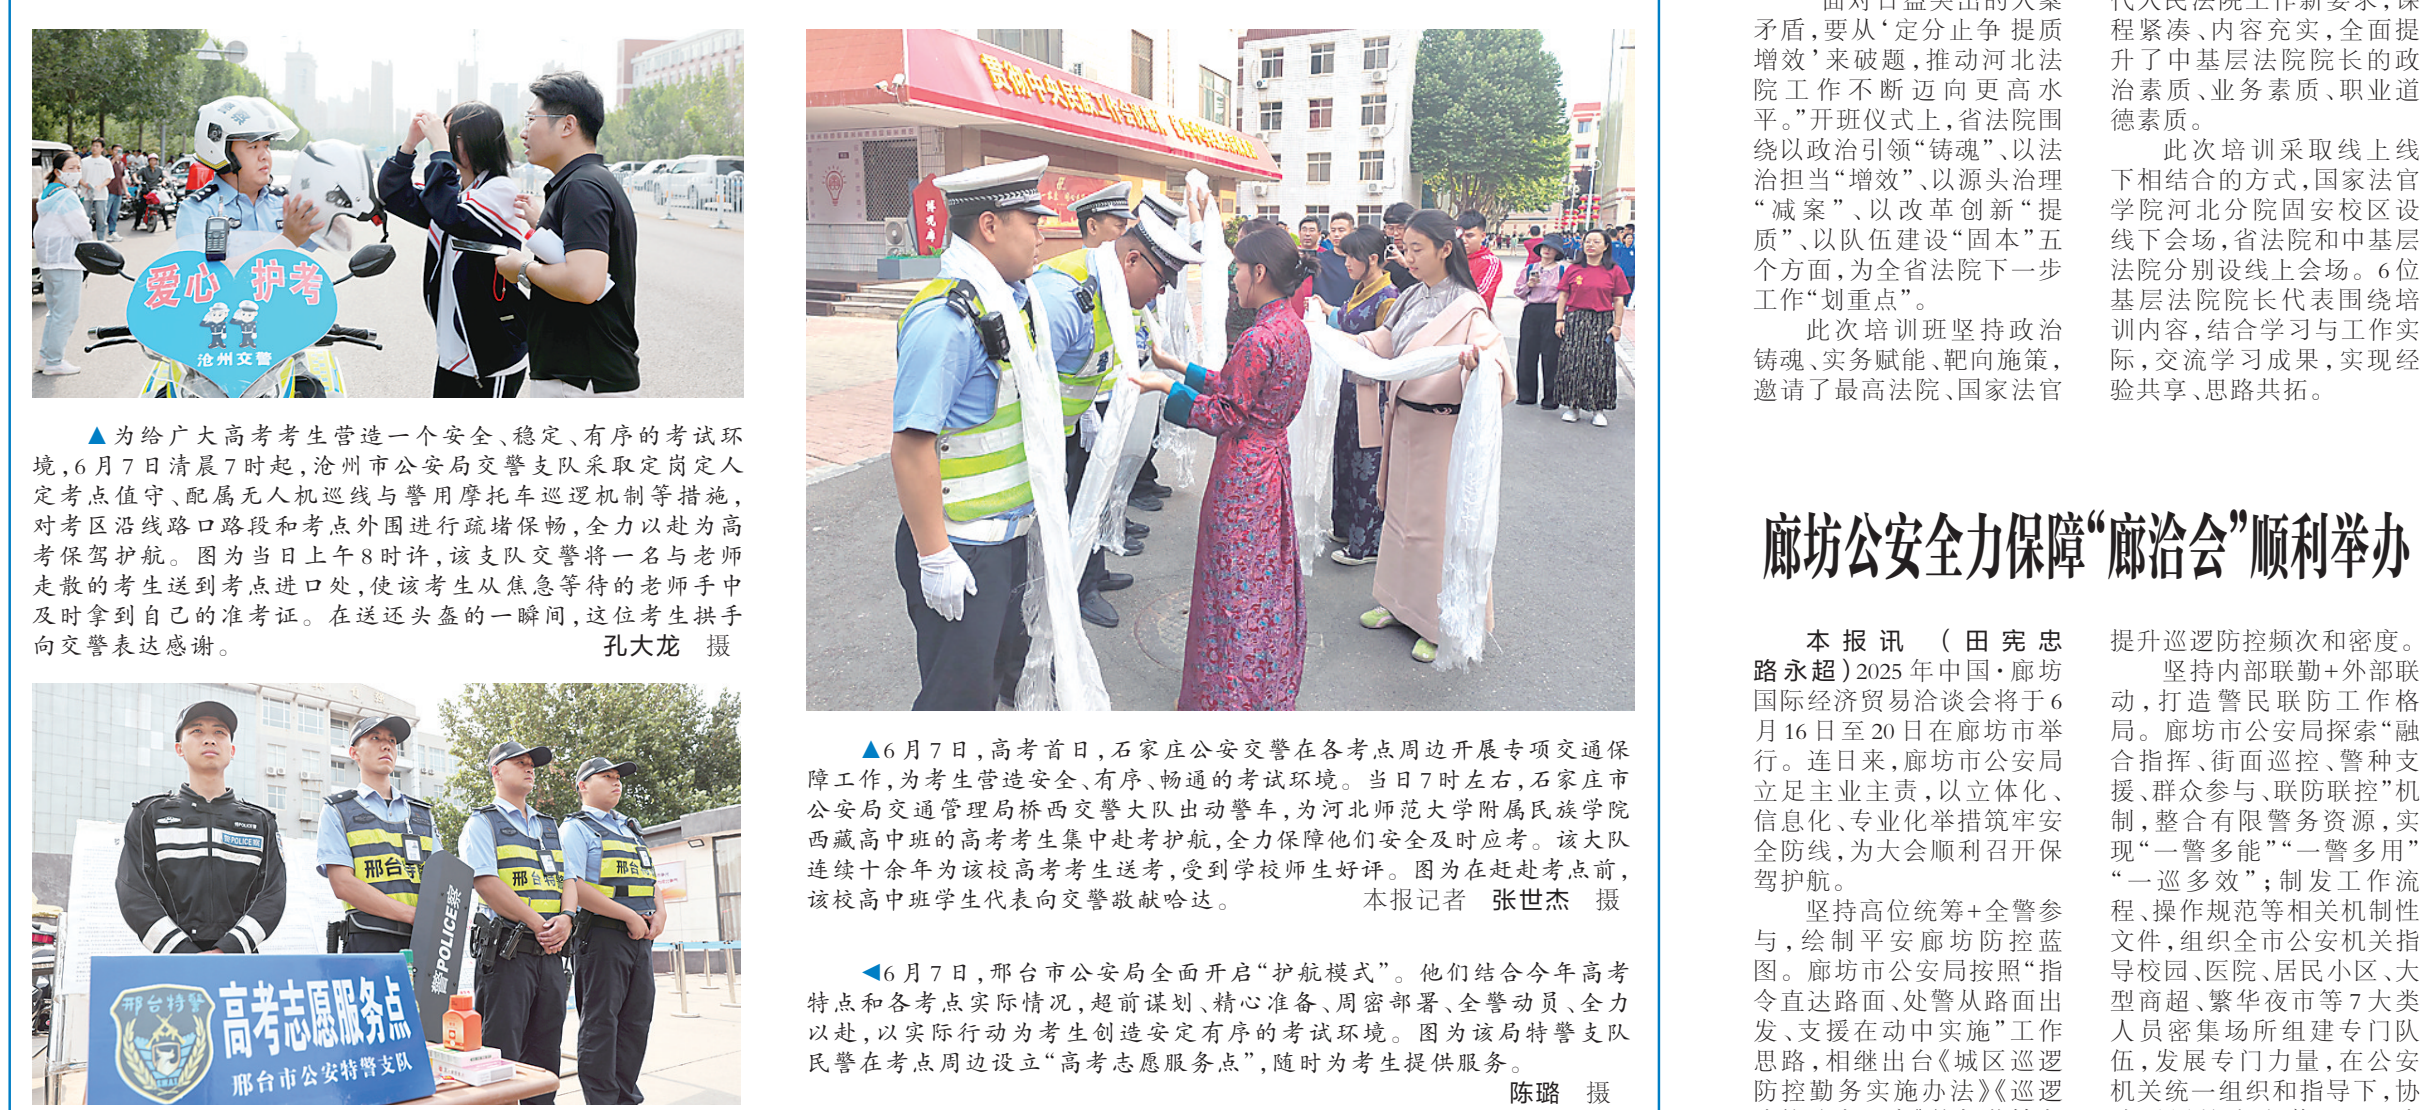 爱心 护考
沧州交警
▲为给广大高考考生营造一个安全、稳定、有序的考试环
境,6月7日清晨7时起,沧州市公安局交警支队采取定岗定人
定考点值守、配属无人机巡线与警用摩托车巡逻机制等措施,
对考区沿线路口路段和考点外围进行疏堵保畅,全力以赴为高
考保驾护航。图为当日上午8时许,该支队交警将一名与老师
走散的考生送到考点进口处,使该考生从焦急等待的老师手中
及时拿到自己的准考证。在送还头盔的一瞬间,这位考生拱手
向交警表达感谢。 孔大龙 摄
POLICE
邢台特
邢台特
警POLICE察
邢台特警
高考志愿服务点
邢台市公安特警支队
博观廊
▲6月7日,高考首日,石家庄公安交警在各考点周边开展专项交通保
障工作,为考生营造安全、有序、畅通的考试环境。当日7时左右,石家庄市
公安局交通管理局桥西交警大队出动警车,为河北师范大学附属民族学院
西藏高中班的高考考生集中赴考护航,全力保障他们安全及时应考。该大队
连续十余年为该校高考考生送考,受到学校师生好评。图为在赶赴考点前,
该校高中班学生代表向交警敬献哈达。 本报记者 张世杰 摄
◀6月7日,邢台市公安局全面开启“护航模式”。他们结合今年高考
特点和各考点实际情况,超前谋划、精心准备、周密部署、全警动员、全力
以赴,以实际行动为考生创造安定有序的考试环境。图为该局特警支队
民警在考点周边设立“高考志愿服务点”,随时为考生提供服务。
陈璐 摄
面对日益突出的人案
矛盾,要从‘定分止争 提质
增效’来破题,推动河北法
院工作不断迈向更高水
平。”开班仪式上,省法院围
绕以政治引领“铸魂”、以法
治担当“增效”、以源头治理
“减案”、以改革创新“提
质”、以队伍建设“固本”五
个方面,为全省法院下一步
工作“划重点”。
此次培训班坚持政治
铸魂、实务赋能、靶向施策,
邀请了最高法院、国家法官
代人民法院工作新要求,课
程紧凑、内容充实,全面提
升了中基层法院院长的政
治素质、业务素质、职业道
德素质。
此次培训采取线上线
下相结合的方式,国家法官
学院河北分院固安校区设
线下会场,省法院和中基层
法院分别设线上会场。6位
基层法院院长代表围绕培
训内容,结合学习与工作实
际,交流学习成果,实现经
验共享、思路共拓。
廊坊公安全力保障“廊洽会”顺利举办
本报讯 (田宪忠
路永超)2025年中国·廊坊
国际经济贸易洽谈会将于6
月16日至20日在廊坊市举
行。连日来,廊坊市公安局
立足主业主责,以立体化、
信息化、专业化举措筑牢安
全防线,为大会顺利召开保
驾护航。
坚持高位统筹+全警参
与,绘制平安廊坊防控蓝
图。廊坊市公安局按照“指
令直达路面、处警从路面出
发、支援在动中实施”工作
思路,相继出台《城区巡逻
防控勤务实施办法》《巡逻
提升巡逻防控频次和密度。
坚持内部联勤+外部联
动,打造警民联防工作格
局。廊坊市公安局探索“融
合指挥、街面巡控、警种支
援、群众参与、联防联控”机
制,整合有限警务资源,实
现“一警多能”“一警多用”
“一巡多效”;制发工作流
程、操作规范等相关机制性
文件,组织全市公安机关指
导校园、医院、居民小区、大
型商超、繁华夜市等7大类
人员密集场所组建专门队
伍,发展专门力量,在公安
机关统一组织和指导下,协